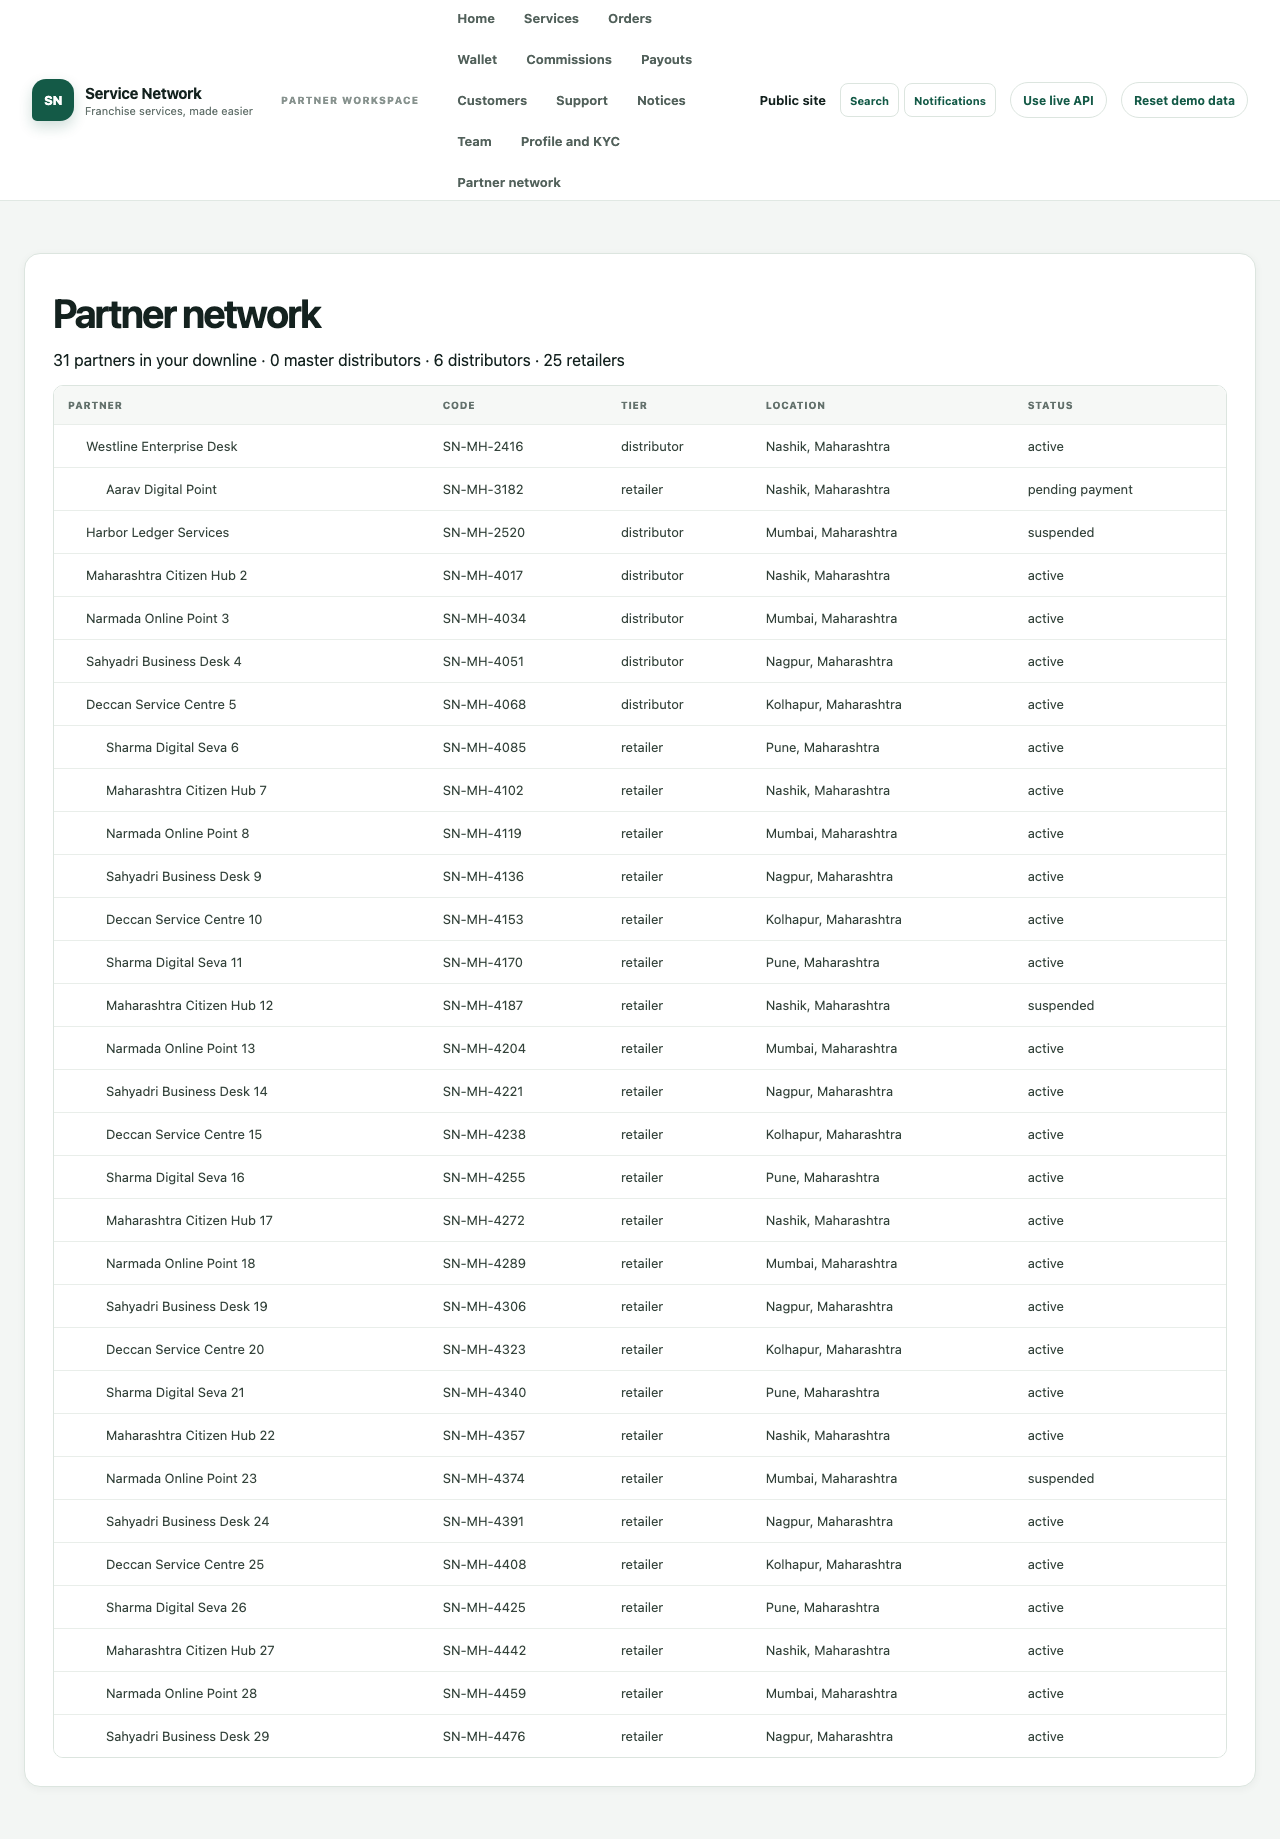 Home Services Orders
Wallet Commissions Payouts
SN
Service Network
Franchise services, made easier
PARTNER WORKSPACE
Customers Support Notices
Public site Search Notifications Use live API Reset demo data
Team Profile and KYC
Partner network
Partner network
31 partners in your downline · 0 master distributors · 6 distributors · 25 retailers
PARTNER CODE TIER LOCATION STATUS
Westline Enterprise Desk SN-MH-2416 distributor Nashik, Maharashtra active
Aarav Digital Point SN-MH-3182 retailer Nashik, Maharashtra pending payment
Harbor Ledger Services SN-MH-2520 distributor Mumbai, Maharashtra suspended
Maharashtra Citizen Hub 2 SN-MH-4017 distributor Nashik, Maharashtra active
Narmada Online Point 3 SN-MH-4034 distributor Mumbai, Maharashtra active
Sahyadri Business Desk 4 SN-MH-4051 distributor Nagpur, Maharashtra active
Deccan Service Centre 5 SN-MH-4068 distributor Kolhapur, Maharashtra active
Sharma Digital Seva 6 SN-MH-4085 retailer Pune, Maharashtra active
Maharashtra Citizen Hub 7 SN-MH-4102 retailer Nashik, Maharashtra active
Narmada Online Point 8 SN-MH-4119 retailer Mumbai, Maharashtra active
Sahyadri Business Desk 9 SN-MH-4136 retailer Nagpur, Maharashtra active
Deccan Service Centre 10 SN-MH-4153 retailer Kolhapur, Maharashtra active
Sharma Digital Seva 11 SN-MH-4170 retailer Pune, Maharashtra active
Maharashtra Citizen Hub 12 SN-MH-4187 retailer Nashik, Maharashtra suspended
Narmada Online Point 13 SN-MH-4204 retailer Mumbai, Maharashtra active
Sahyadri Business Desk 14 SN-MH-4221 retailer Nagpur, Maharashtra active
Deccan Service Centre 15 SN-MH-4238 retailer Kolhapur, Maharashtra active
Sharma Digital Seva 16 SN-MH-4255 retailer Pune, Maharashtra active
Maharashtra Citizen Hub 17 SN-MH-4272 retailer Nashik, Maharashtra active
Narmada Online Point 18 SN-MH-4289 retailer Mumbai, Maharashtra active
Sahyadri Business Desk 19 SN-MH-4306 retailer Nagpur, Maharashtra active
Deccan Service Centre 20 SN-MH-4323 retailer Kolhapur, Maharashtra active
Sharma Digital Seva 21 SN-MH-4340 retailer Pune, Maharashtra active
Maharashtra Citizen Hub 22 SN-MH-4357 retailer Nashik, Maharashtra active
Narmada Online Point 23 SN-MH-4374 retailer Mumbai, Maharashtra suspended
Sahyadri Business Desk 24 SN-MH-4391 retailer Nagpur, Maharashtra active
Deccan Service Centre 25 SN-MH-4408 retailer Kolhapur, Maharashtra active
Sharma Digital Seva 26 SN-MH-4425 retailer Pune, Maharashtra active
Maharashtra Citizen Hub 27 SN-MH-4442 retailer Nashik, Maharashtra active
Narmada Online Point 28 SN-MH-4459 retailer Mumbai, Maharashtra active
Sahyadri Business Desk 29 SN-MH-4476 retailer Nagpur, Maharashtra active